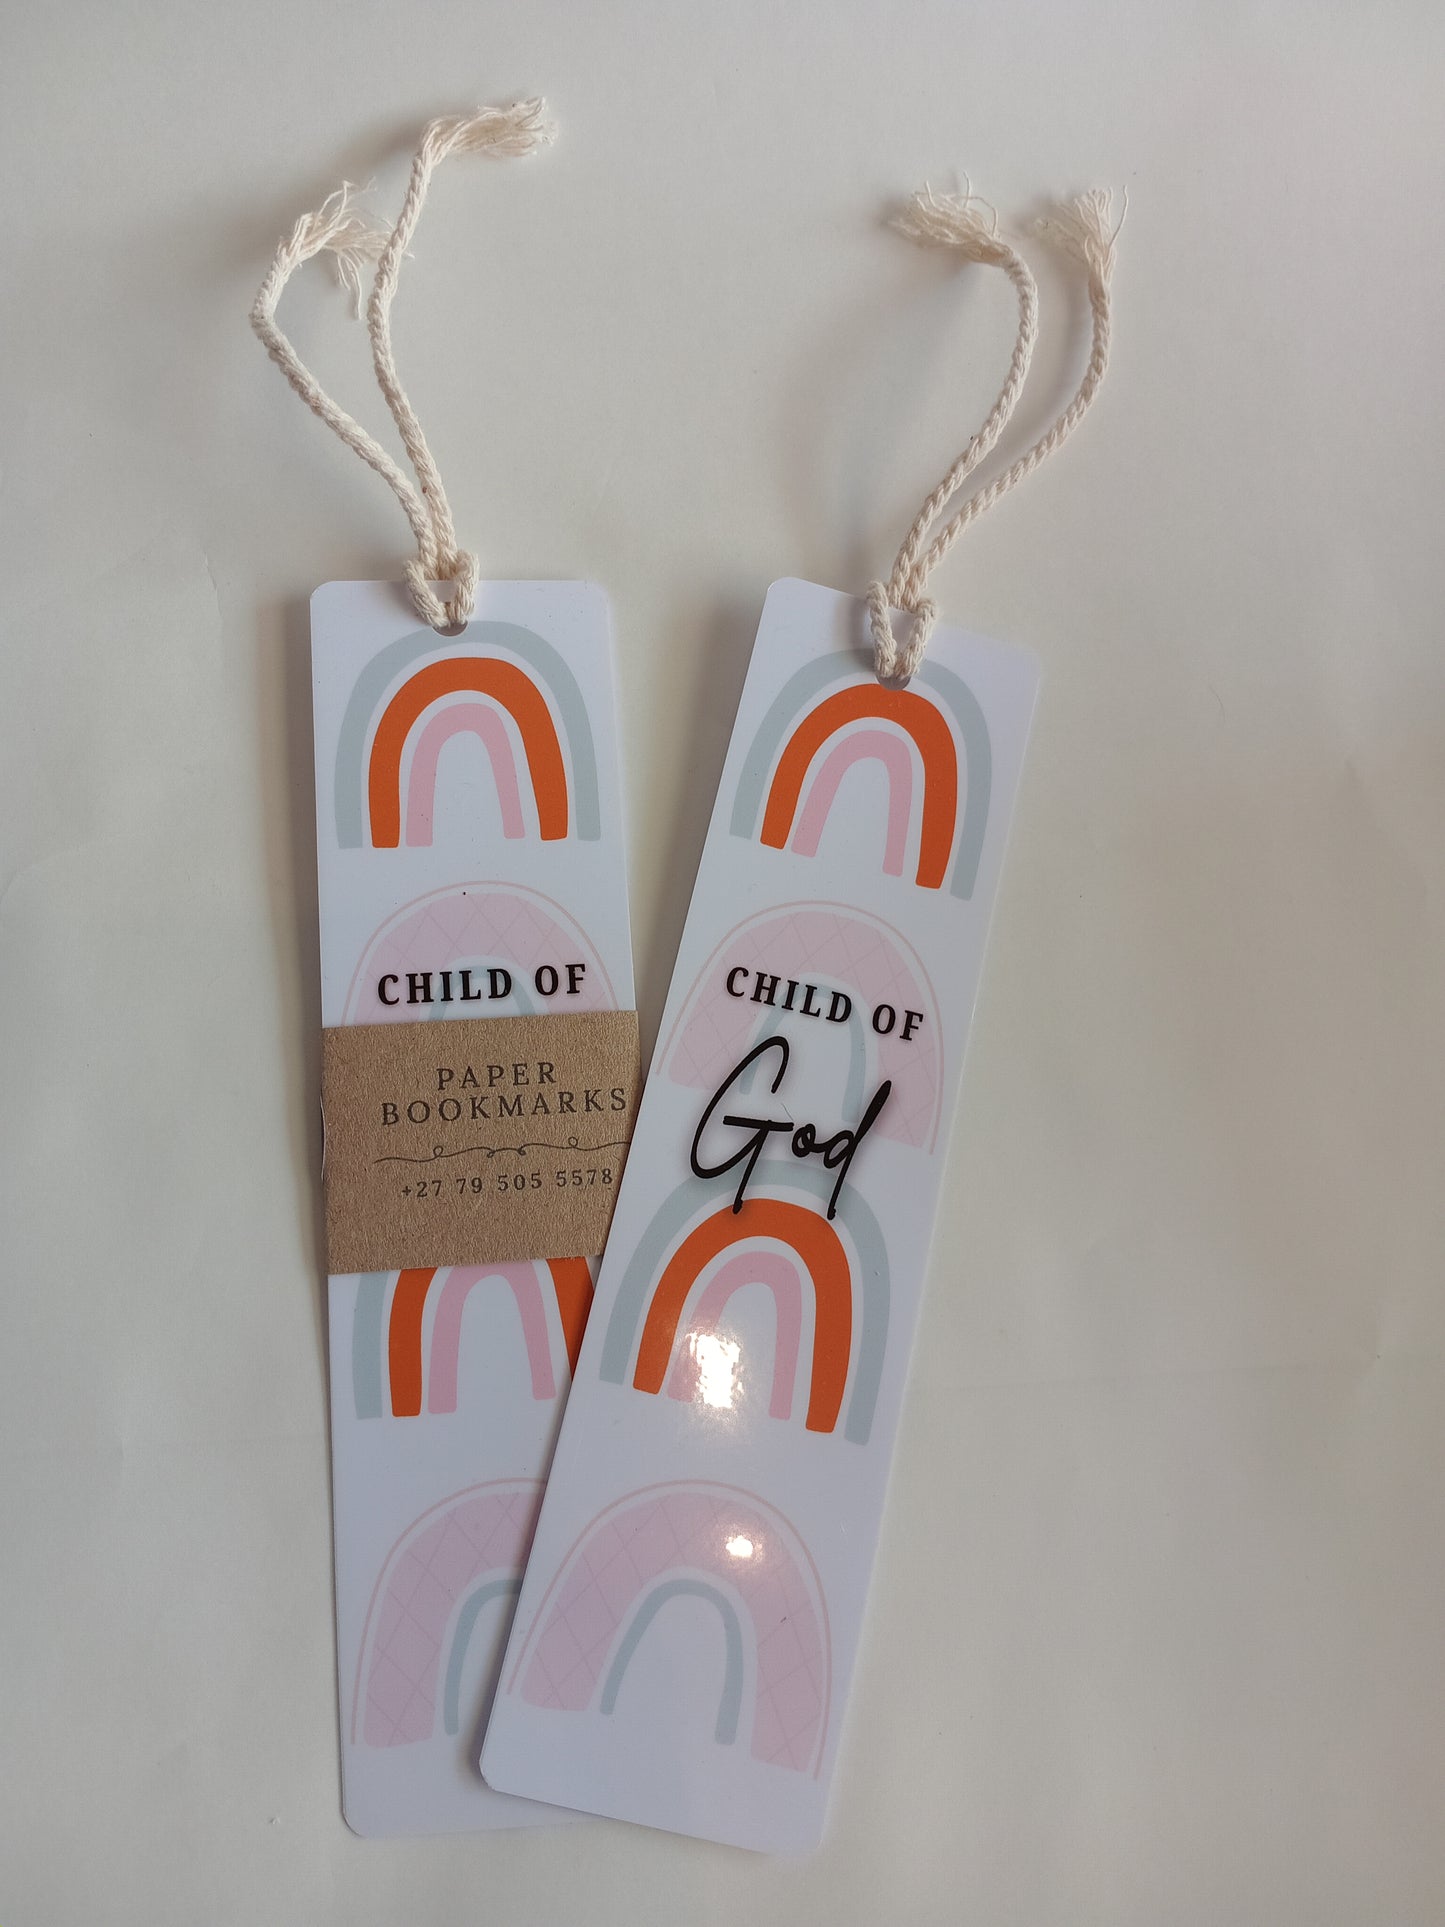 CHILD OF
PAPER
BOOKMARKS
+27 79 505 5578
CHILD OF
God